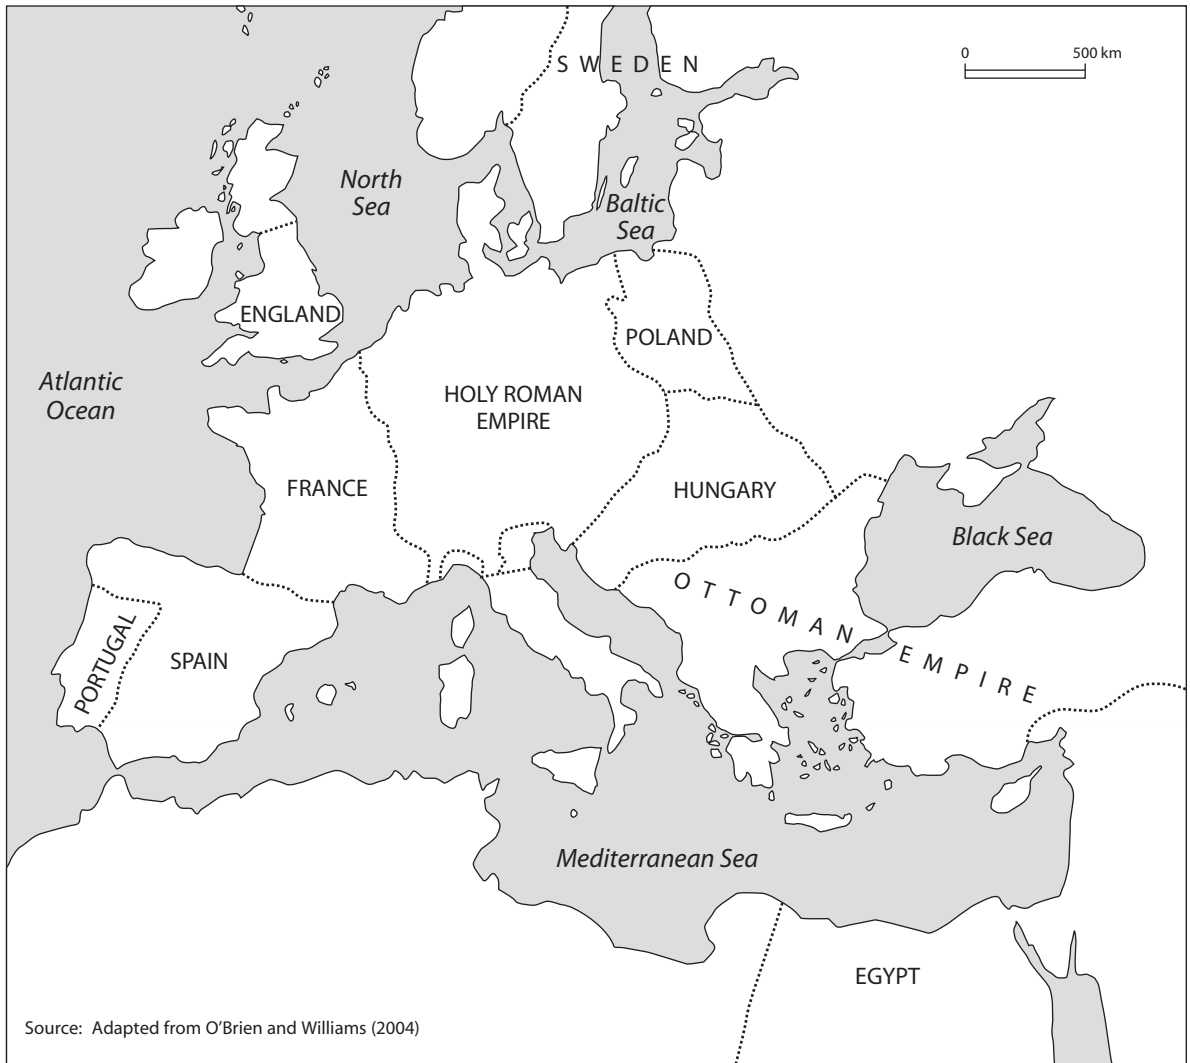 0 500 km
SWEDEN
North
Sea
Baltic
Sea
ENGLAND
POLAND
Atlantic
Ocean
HOLY ROMAN
EMPIRE
FRANCE
HUNGARY
Black Sea
OTTOMAN EMPIRE
PORTUGAL
SPAIN
Mediterranean Sea
EGYPT
Source: Adapted from O'Brien and Williams (2004)